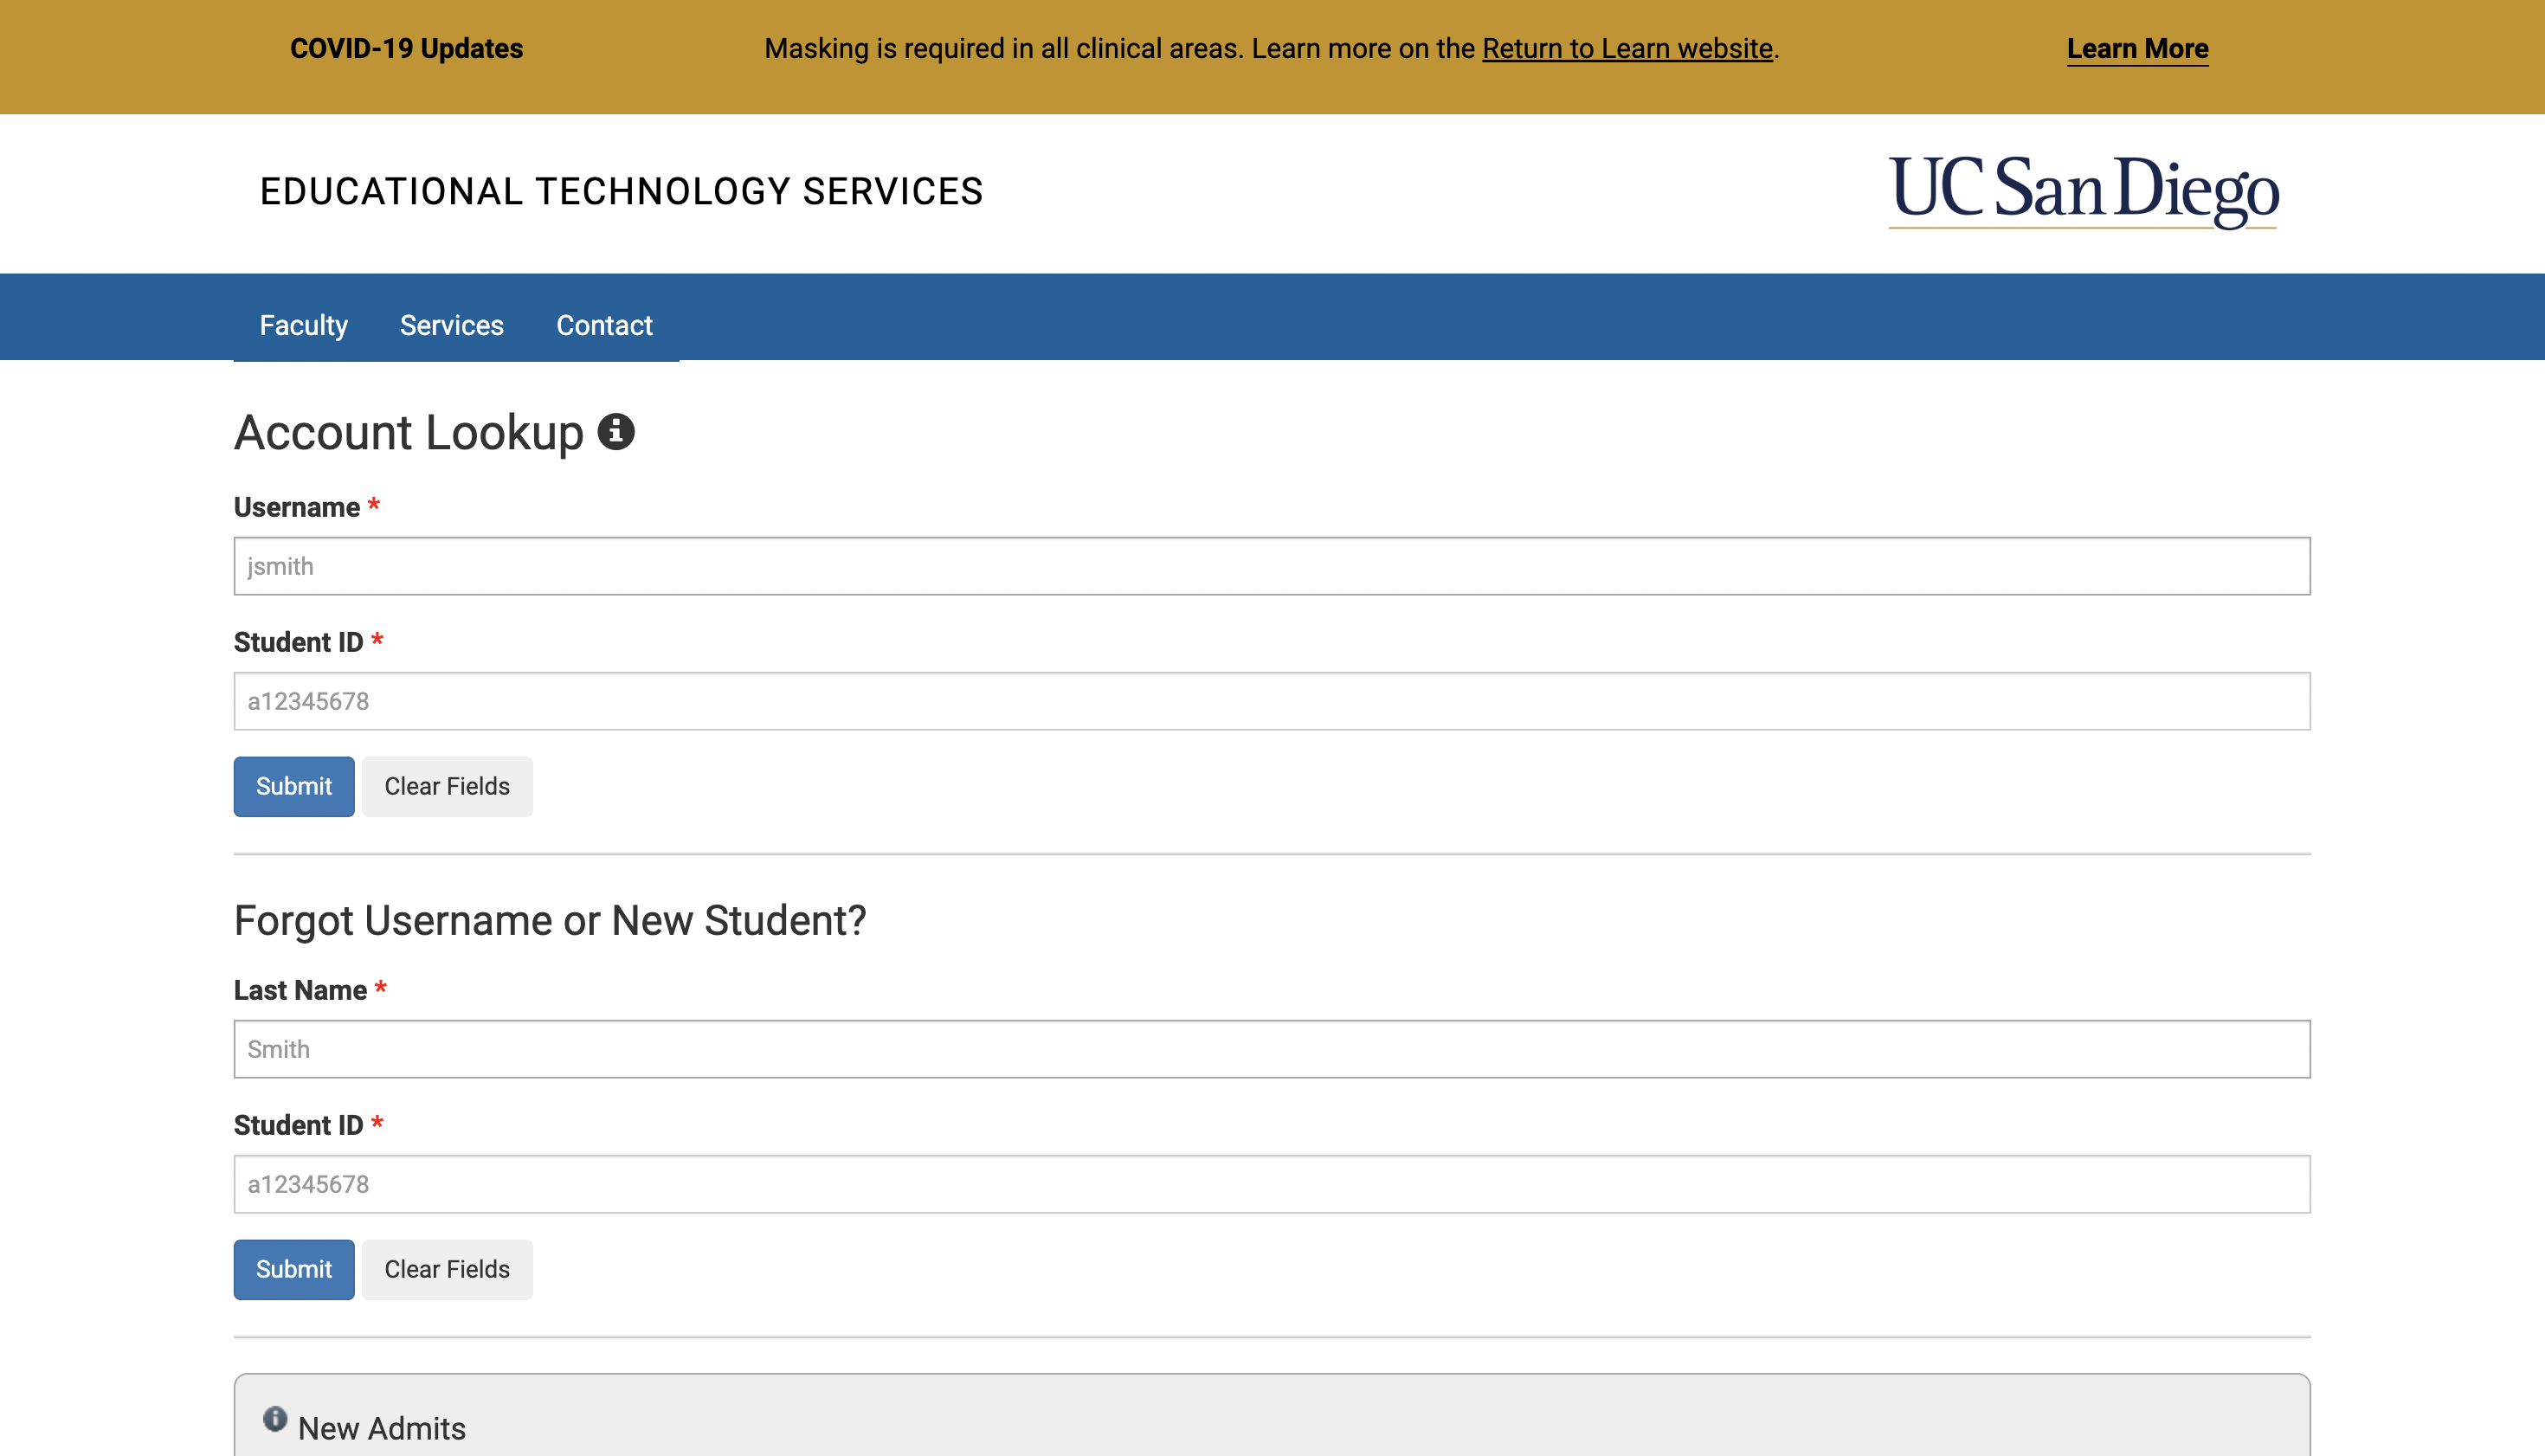 COVID-19 Updates
Masking is required in all clinical areas. Learn more on the Return to Learn website.
Learn More
EDUCATIONAL TECHNOLOGY SERVICES
UC San Diego
Faculty
Services
Contact
Account Lookup
Username *
jsmith
Student ID *
a12345678
Submit
Clear Fields
Forgot Username or New Student?
Last Name *
Smith
Student ID *
a12345678
Submit
Clear Fields
New Admits